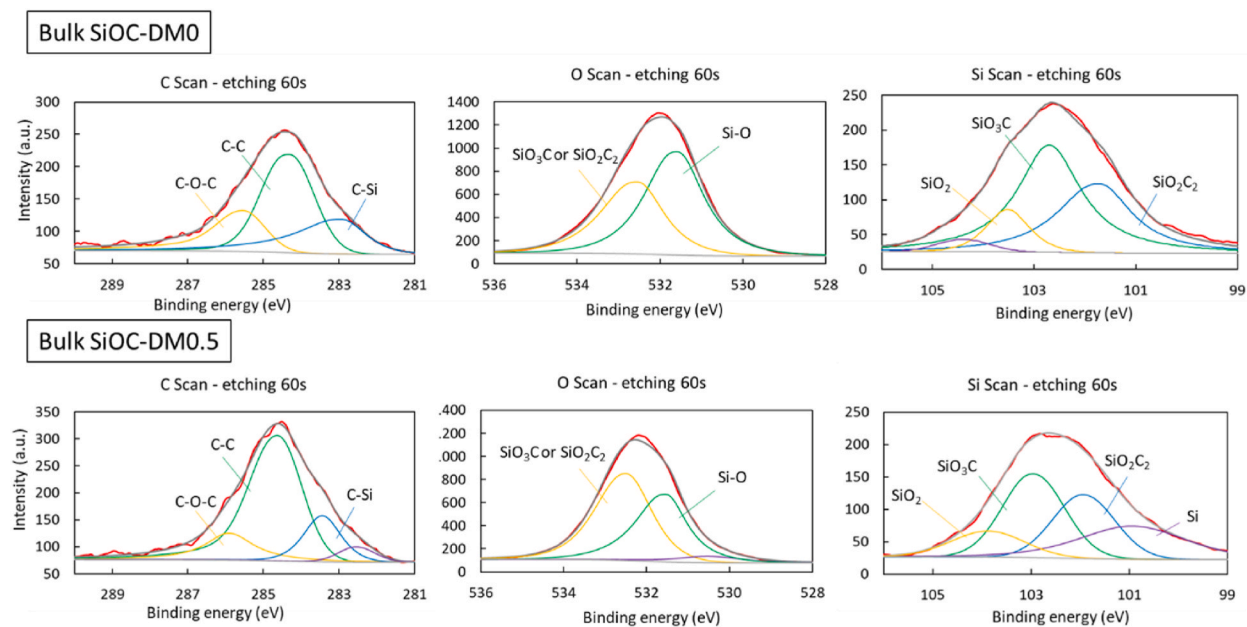 Bulk SiOC-DM0
C Scan - etching 60s
300
250
200
150
100
50
Intensity (a.u.)
C-O-C
C-C
C-Si
289
287
285
283
281
Binding energy (eV)
O Scan - etching 60s
1400
1200
1000
800
600
400
200
0
SiO₃C or SiO₂C₂
Si-O
536
534
532
530
528
Binding energy (eV)
Si Scan - etching 60s
250
200
150
100
50
0
SiO₂
SiO₃C
SiO₂C₂
105
103
101
99
Binding energy (eV)
Bulk SiOC-DM0.5
C Scan - etching 60s
350
300
250
200
150
100
50
Intensity (a.u.)
C-O-C
C-C
C-Si
289
287
285
283
281
Binding energy (eV)
O Scan - etching 60s
.400
.200
.000
800
600
400
200
0
SiO₃C or SiO₂C₂
Si-O
536
534
532
530
528
Binding energy (eV)
Si Scan - etching 60s
250
200
150
100
50
0
SiO₂
SiO₃C
SiO₂C₂
Si
105
103
101
99
Binding energy (eV)